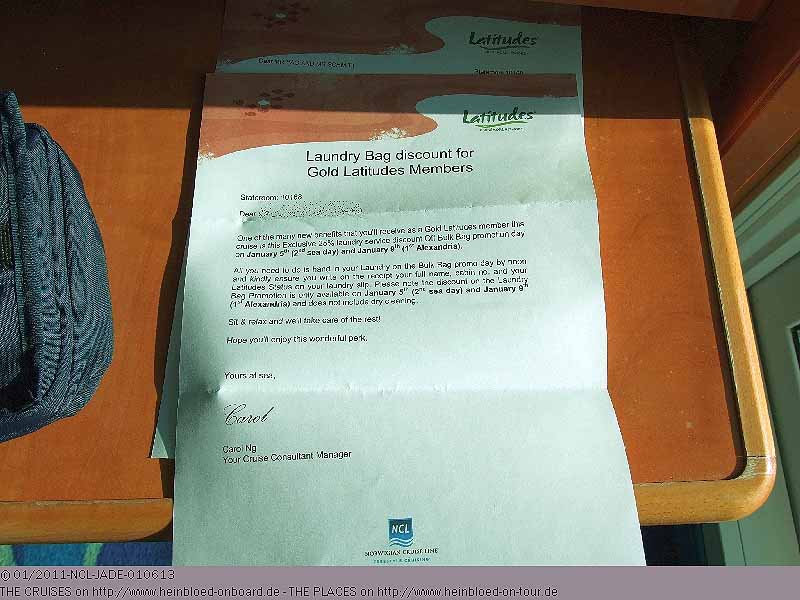 Latitudes
Stateroom: 10168
Latitudes
Laundry Bag discount for
Gold Latitudes Members
Stateroom: 10168
Dear
One of the many new benefits that you'll receive as a Gold Latitudes member this
cruise is this Exclusive 25% laundry service discount on Bulk Bag promotion day
on January 5th (2nd sea day) and January 9th (1st Alexandria).
All you need to do is hand in your Laundry on the Bulk Bag promo day by noon
and kindly ensure you write on the receipt your full name, cabin no. and your
Latitudes Status on your laundry slip. Please note the discount on the Laundry
Bag Promotion is only available on January 5th (2nd sea day) and January 9th
(1st Alexandria) and does not include dry cleaning.
Sit & relax and we'll take care of the rest!
Hope you'll enjoy this wonderful perk.
Yours at sea,
Carol
Carol Ng
Your Cruise Consultant Manager
NCL
NORWEGIAN CRUISE LINE
FREESTYLE CRUISING
©01/2011-NCL-JADE-010613
THE CRUISES on http://www.heinbloed-onboard.de - THE PLACES on http://www.heinbloed-on-tour.de